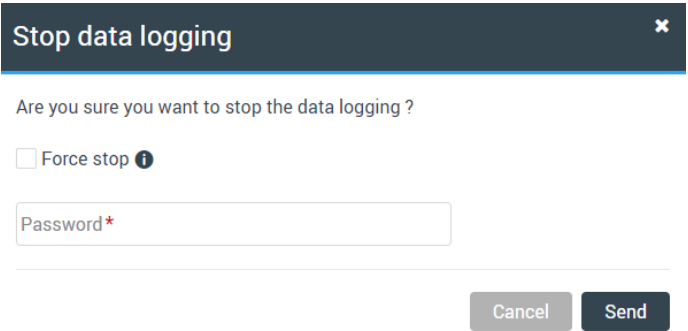 Stop data logging
Are you sure you want to stop the data logging ?
Force stop
Password*
Cancel Send